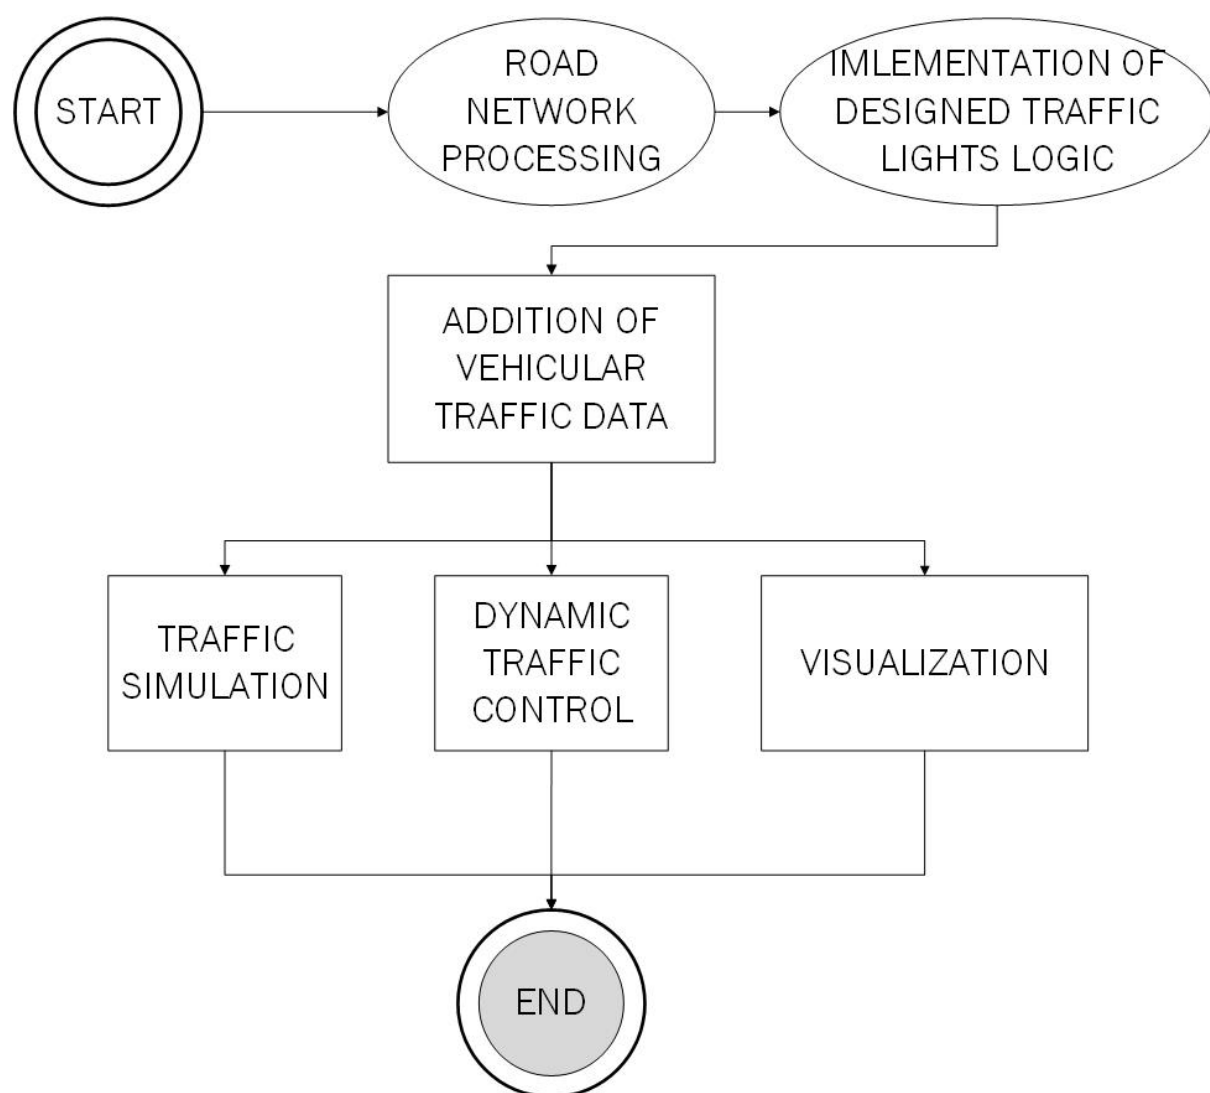 START
ROAD
NETWORK
PROCESSING
IMLEMENTATION OF
DESIGNED TRAFFIC
LIGHTS LOGIC
ADDITION OF
VEHICULAR
TRAFFIC DATA
TRAFFIC
SIMULATION
DYNAMIC
TRAFFIC
CONTROL
VISUALIZATION
END